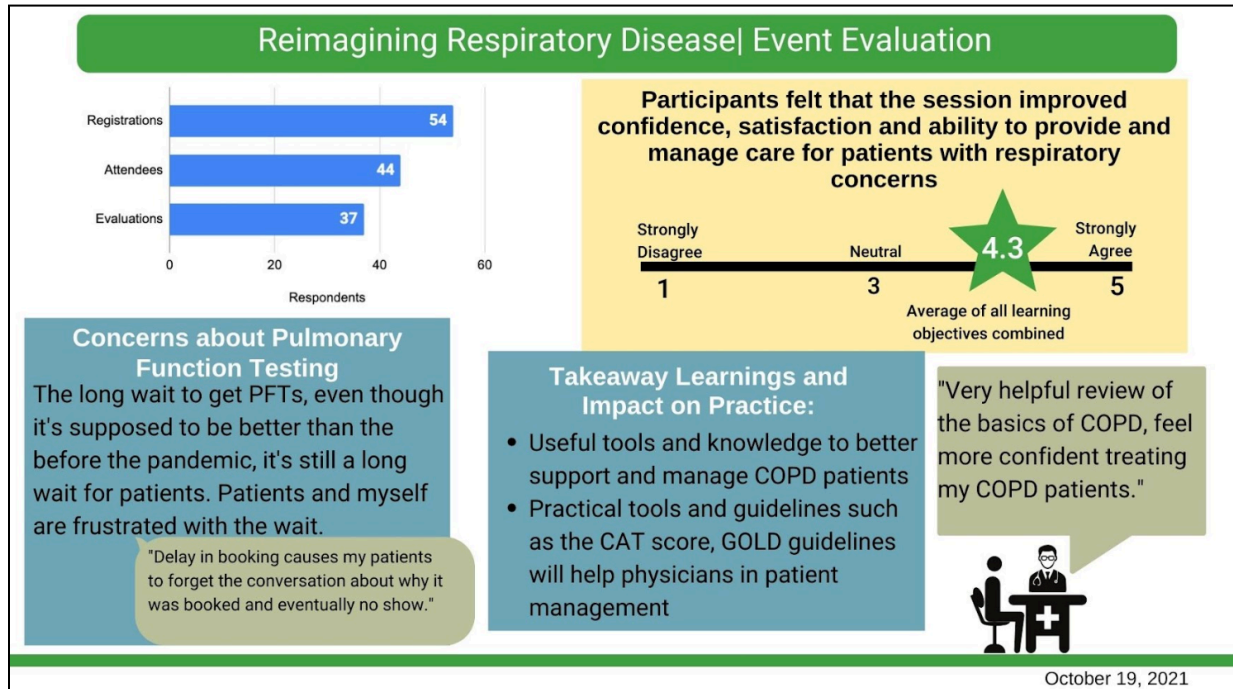 Reimagining Respiratory Disease| Event Evaluation
Registrations
54
Attendees
44
Evaluations
37
0
20
40
60
Respondents
Participants felt that the session improved
confidence, satisfaction and ability to provide and
manage care for patients with respiratory
concerns
Strongly
Disagree
Neutral
4.3
Strongly
Agree
1
3
5
Average of all learning
objectives combined
Concerns about Pulmonary
Function Testing
The long wait to get PFTs, even though
it's supposed to be better than the
before the pandemic, it's still a long
wait for patients. Patients and myself
are frustrated with the wait.
"Delay in booking causes my patients
to forget the conversation about why it
was booked and eventually no show."
Takeaway Learnings and
Impact on Practice:
• Useful tools and knowledge to better
support and manage COPD patients
• Practical tools and guidelines such
as the CAT score, GOLD guidelines
will help physicians in patient
management
"Very helpful review of
the basics of COPD, feel
more confident treating
my COPD patients."
October 19, 2021